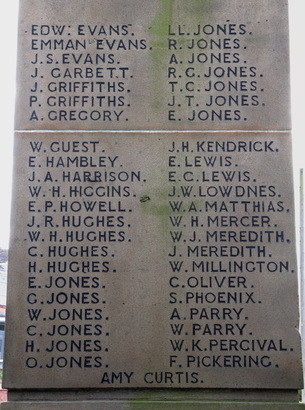 EDW. EVANS.
EMMAN EVANS.
J. S. EVANS.
J. GARBETT.
J. GRIFFITHS.
P. GRIFFITHS.
A. GREGORY.
LL. JONES.
R. JONES.
A. JONES.
R. G. JONES.
T. C. JONES.
J. T. JONES.
E. JONES.
W. GUEST.
E. HAMBLEY.
J. A. HARRISON.
W. H. HIGGINS.
E. P. HOWELL.
J. R. HUGHES.
W. H. HUGHES.
C. HUGHES.
H. HUGHES.
E. JONES.
G. JONES.
W. JONES.
C. JONES.
H. JONES.
O. JONES.
J. H. KENDRICK.
E. LEWIS.
E. C. LEWIS.
J. W. LOWDNES.
W. A. MATTHIAS.
W. H. MERCER.
W. J. MEREDITH.
J. MEREDITH.
W. MILLINGTON.
C. OLIVER.
S. PHOENIX.
A. PARRY.
W. PARRY.
W. K. PERCIVAL.
F. PICKERING.
AMY CURTIS.